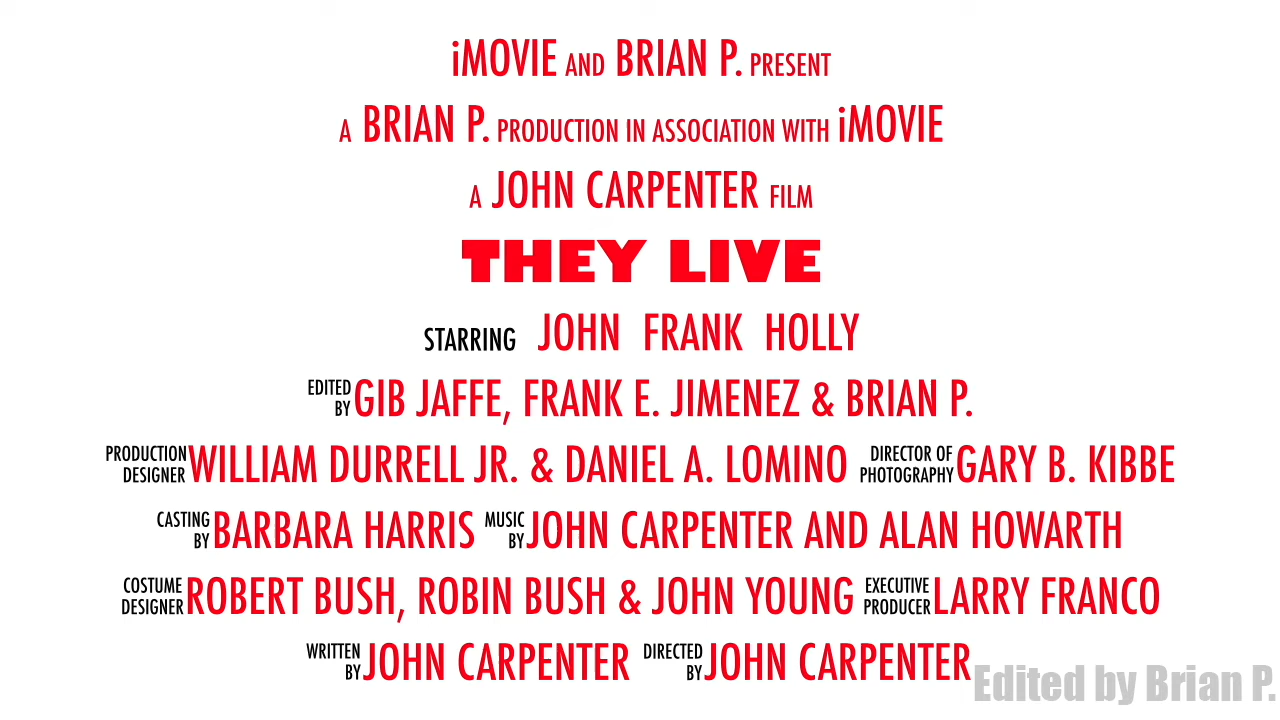 iMOVIE AND BRIAN P. PRESENT
A BRIAN P. PRODUCTION IN ASSOCIATION WITH iMOVIE
A JOHN CARPENTER FILM
THEY LIVE
STARRING JOHN FRANK HOLLY
EDITED BY GIB JAFFE, FRANK E. JIMENEZ & BRIAN P.
PRODUCTION DESIGNER WILLIAM DURRELL JR. & DANIEL A. LOMINO DIRECTOR OF PHOTOGRAPHY GARY B. KIBBE
CASTING BY BARBARA HARRIS MUSIC BY JOHN CARPENTER AND ALAN HOWARTH
COSTUME DESIGNER ROBERT BUSH, ROBIN BUSH & JOHN YOUNG EXECUTIVE PRODUCER LARRY FRANCO
WRITTEN BY JOHN CARPENTER DIRECTED BY JOHN CARPENTER
Edited by Brian P.